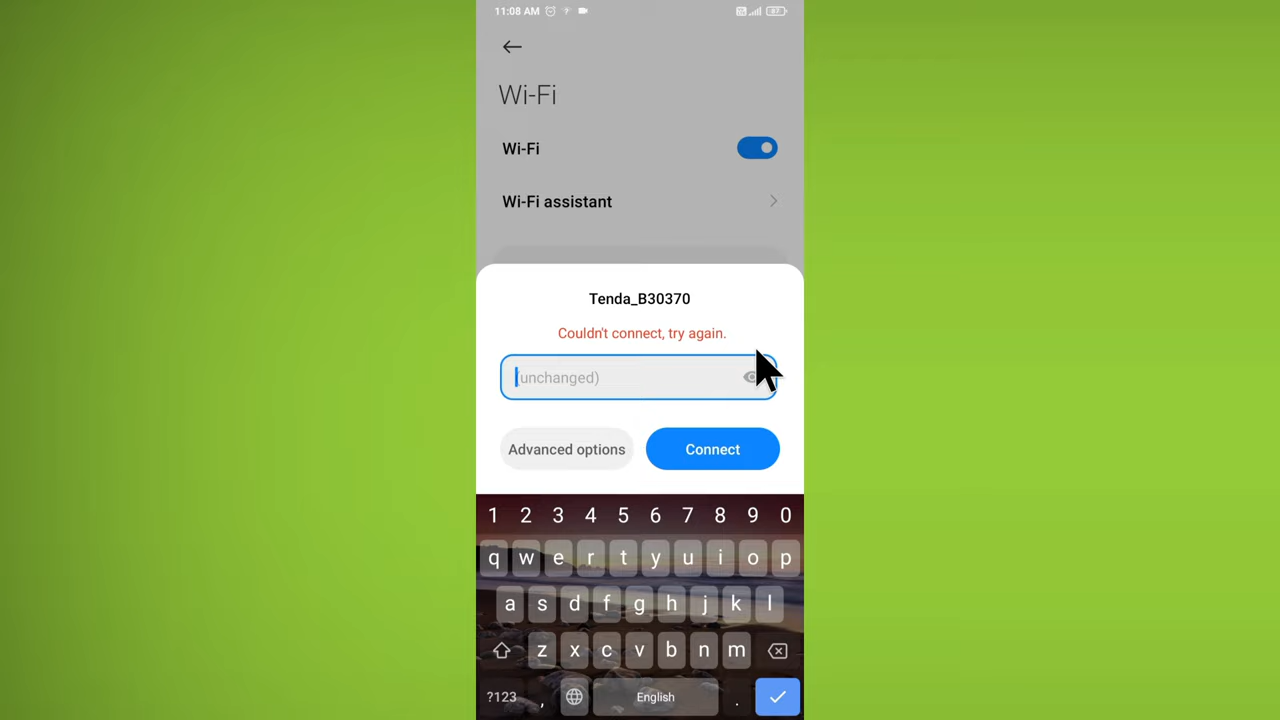 11:08 AM 87
Wi-Fi
Wi-Fi
Wi-Fi assistant
Tenda_B30370
Couldn't connect, try again.
(unchanged)
Advanced options Connect
1 2 3 4 5 6 7 8 9 0
q w e r t y u i o p
a s d f g h j k l
z x c v b n m
?123 , English .